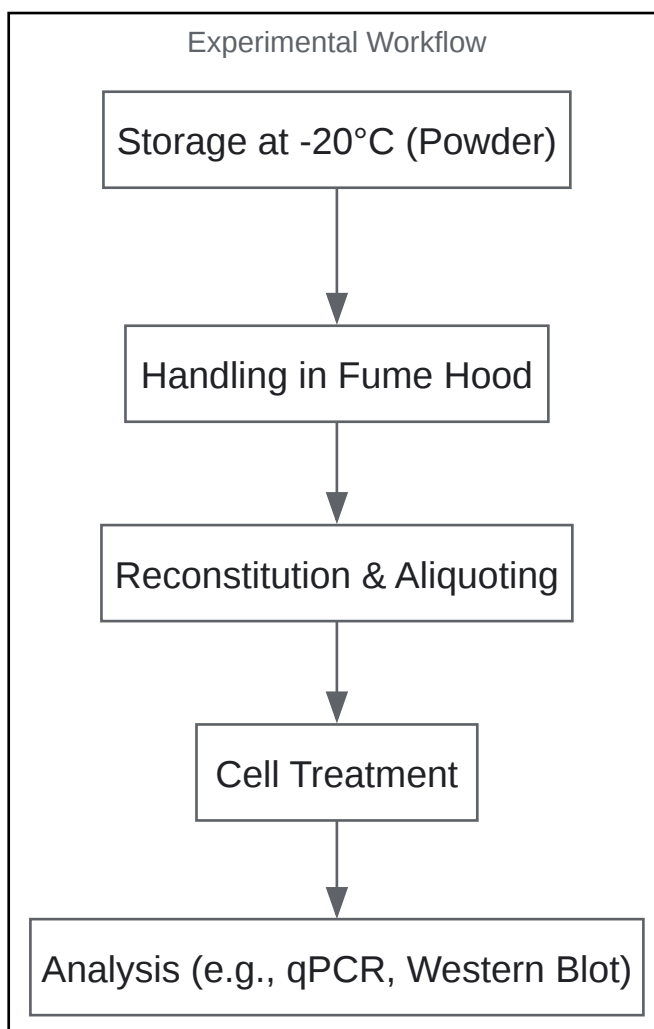 Experimental Workflow
Storage at -20°C (Powder)
Handling in Fume Hood
Reconstitution & Aliquoting
Cell Treatment
Analysis (e.g., qPCR, Western Blot)